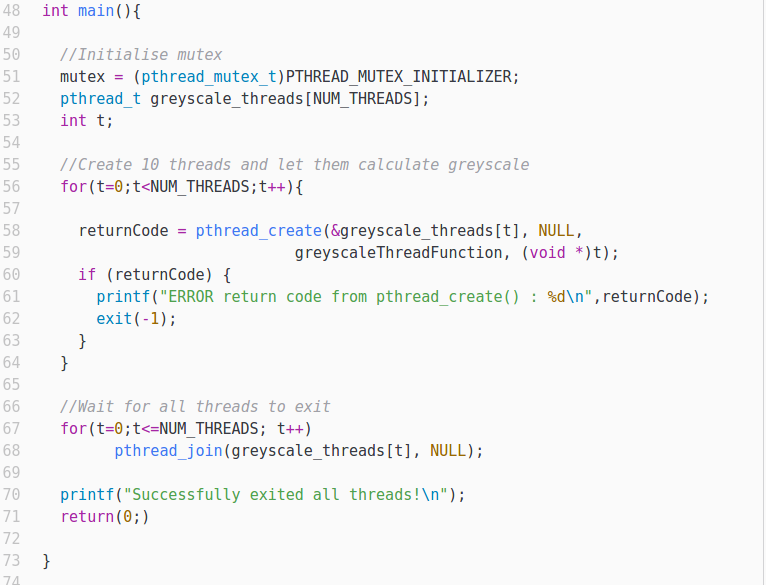 48 int main(){
49
50   //Initialise mutex
51   mutex = (pthread_mutex_t)PTHREAD_MUTEX_INITIALIZER;
52   pthread_t greyscale_threads[NUM_THREADS];
53   int t;
54
55   //Create 10 threads and let them calculate greyscale
56   for(t=0;t<NUM_THREADS;t++){
57
58     returnCode = pthread_create(&greyscale_threads[t], NULL,
59                             greyscaleThreadFunction, (void *)t);
60     if (returnCode) {
61       printf("ERROR return code from pthread_create() : %d\n",returnCode);
62       exit(-1);
63     }
64   }
65
66   //Wait for all threads to exit
67   for(t=0;t<=NUM_THREADS; t++)
68         pthread_join(greyscale_threads[t], NULL);
69
70   printf("Successfully exited all threads!\n");
71   return(0;)
72
73 }
74